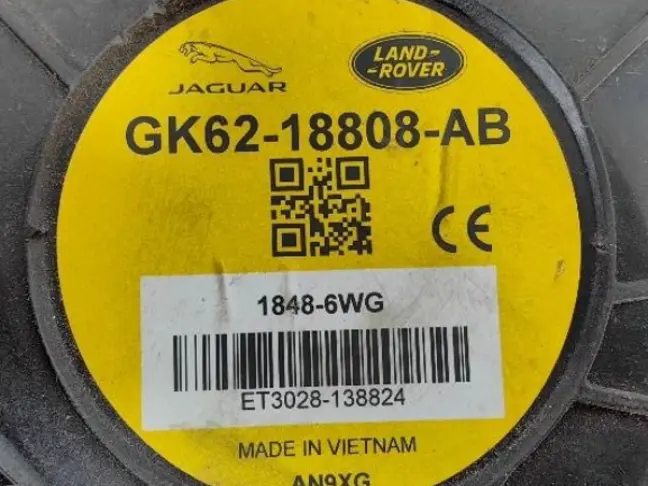 JAGUAR
LAND-
-ROVER
GK62-18808-AB
CE
1848-6WG
ET3028-138824
MADE IN VIETNAM
AN9XG